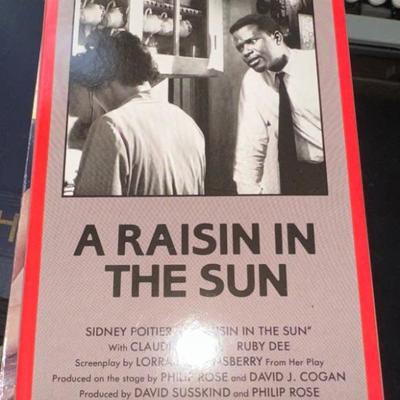 A RAISIN IN
THE SUN
SIDNEY POITIER "A RAISIN IN THE SUN"
With RUBY DEE
Screenplay by From Her Play
Produced on the stage by PHILIP ROSE and DAVID J. COGAN
Produced by DAVID SUSSKIND and PHILIP ROSE